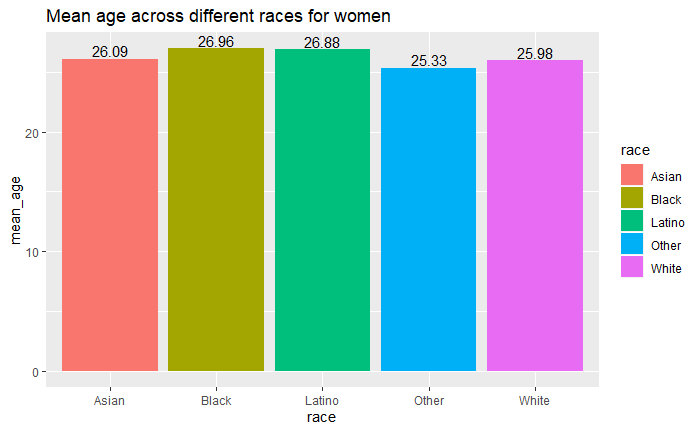 Mean age across different races for women
26.09
26.96
26.88
25.33
25.98
20
10
0
mean_age
Asian
Black
Latino
Other
White
race
race
Asian
Black
Latino
Other
White